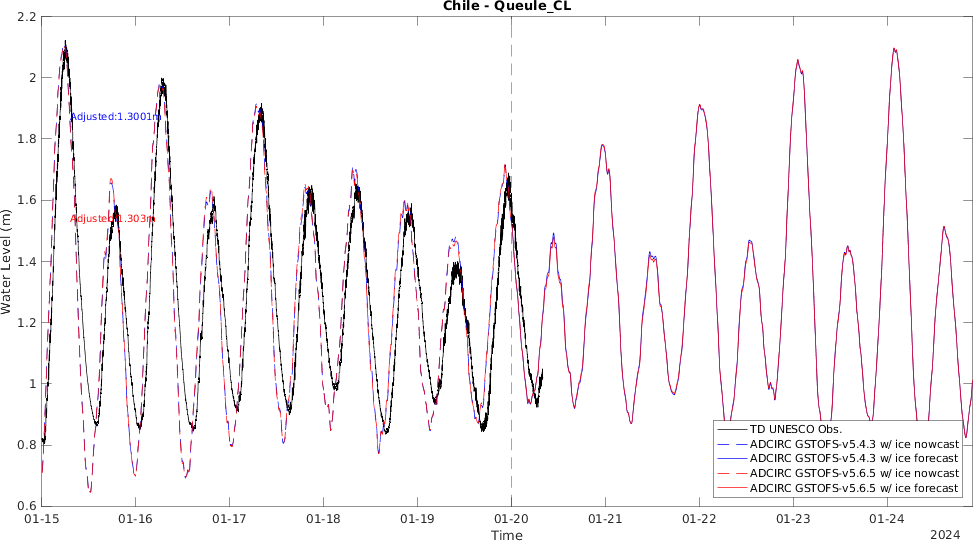 Chile - Queule_CL
2.2
2
1.8
1.6
1.4
1.2
1
0.8
0.6
Water Level (m)
Adjusted:1.3001m
Adjusted:1.303m
TD UNESCO Obs.
ADCIRC GSTOFS-v5.4.3 w/ ice nowcast
ADCIRC GSTOFS-v5.4.3 w/ ice forecast
ADCIRC GSTOFS-v5.6.5 w/ ice nowcast
ADCIRC GSTOFS-v5.6.5 w/ ice forecast
01-15 01-16 01-17 01-18 01-19 01-20 01-21 01-22 01-23 01-24
Time
2024